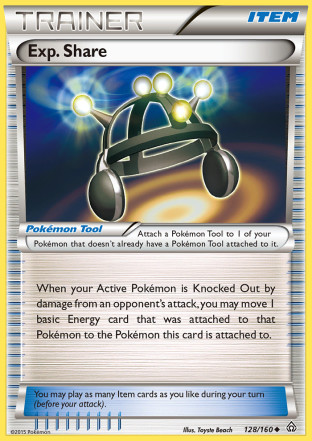 TRAINER ITEM
Exp. Share
Pokémon Tool
Attach a Pokémon Tool to 1 of your
Pokémon that doesn't already have a Pokémon Tool attached to it.
When your Active Pokémon is Knocked Out by
damage from an opponent's attack, you may move 1
basic Energy card that was attached to that
Pokémon to the Pokémon this card is attached to.
You may play as many Item cards as you like during your turn
(before your attack).
©2015 Pokémon
Illus. Toyste Beach
128/160